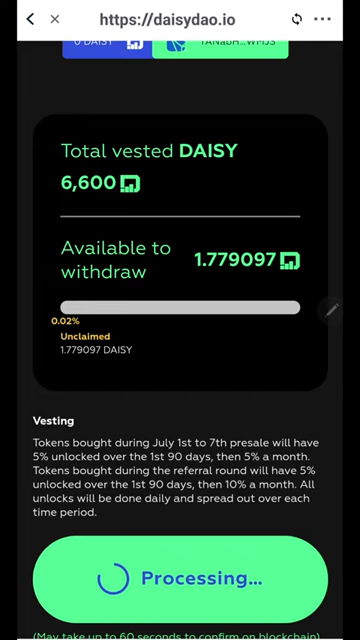 https://daisydao.io
0 DAISY
TANabH...WMJ3
Total vested DAISY
6,600
Available to
withdraw
1.779097
0.02%
Unclaimed
1.779097 DAISY
Vesting
Tokens bought during July 1st to 7th presale will have
5% unlocked over the 1st 90 days, then 5% a month.
Tokens bought during the referral round will have 5%
unlocked over the 1st 90 days, then 10% a month. All
unlocks will be done daily and spread out over each
time period.
Processing...
(May take up to 60 seconds to confirm on blockchain)